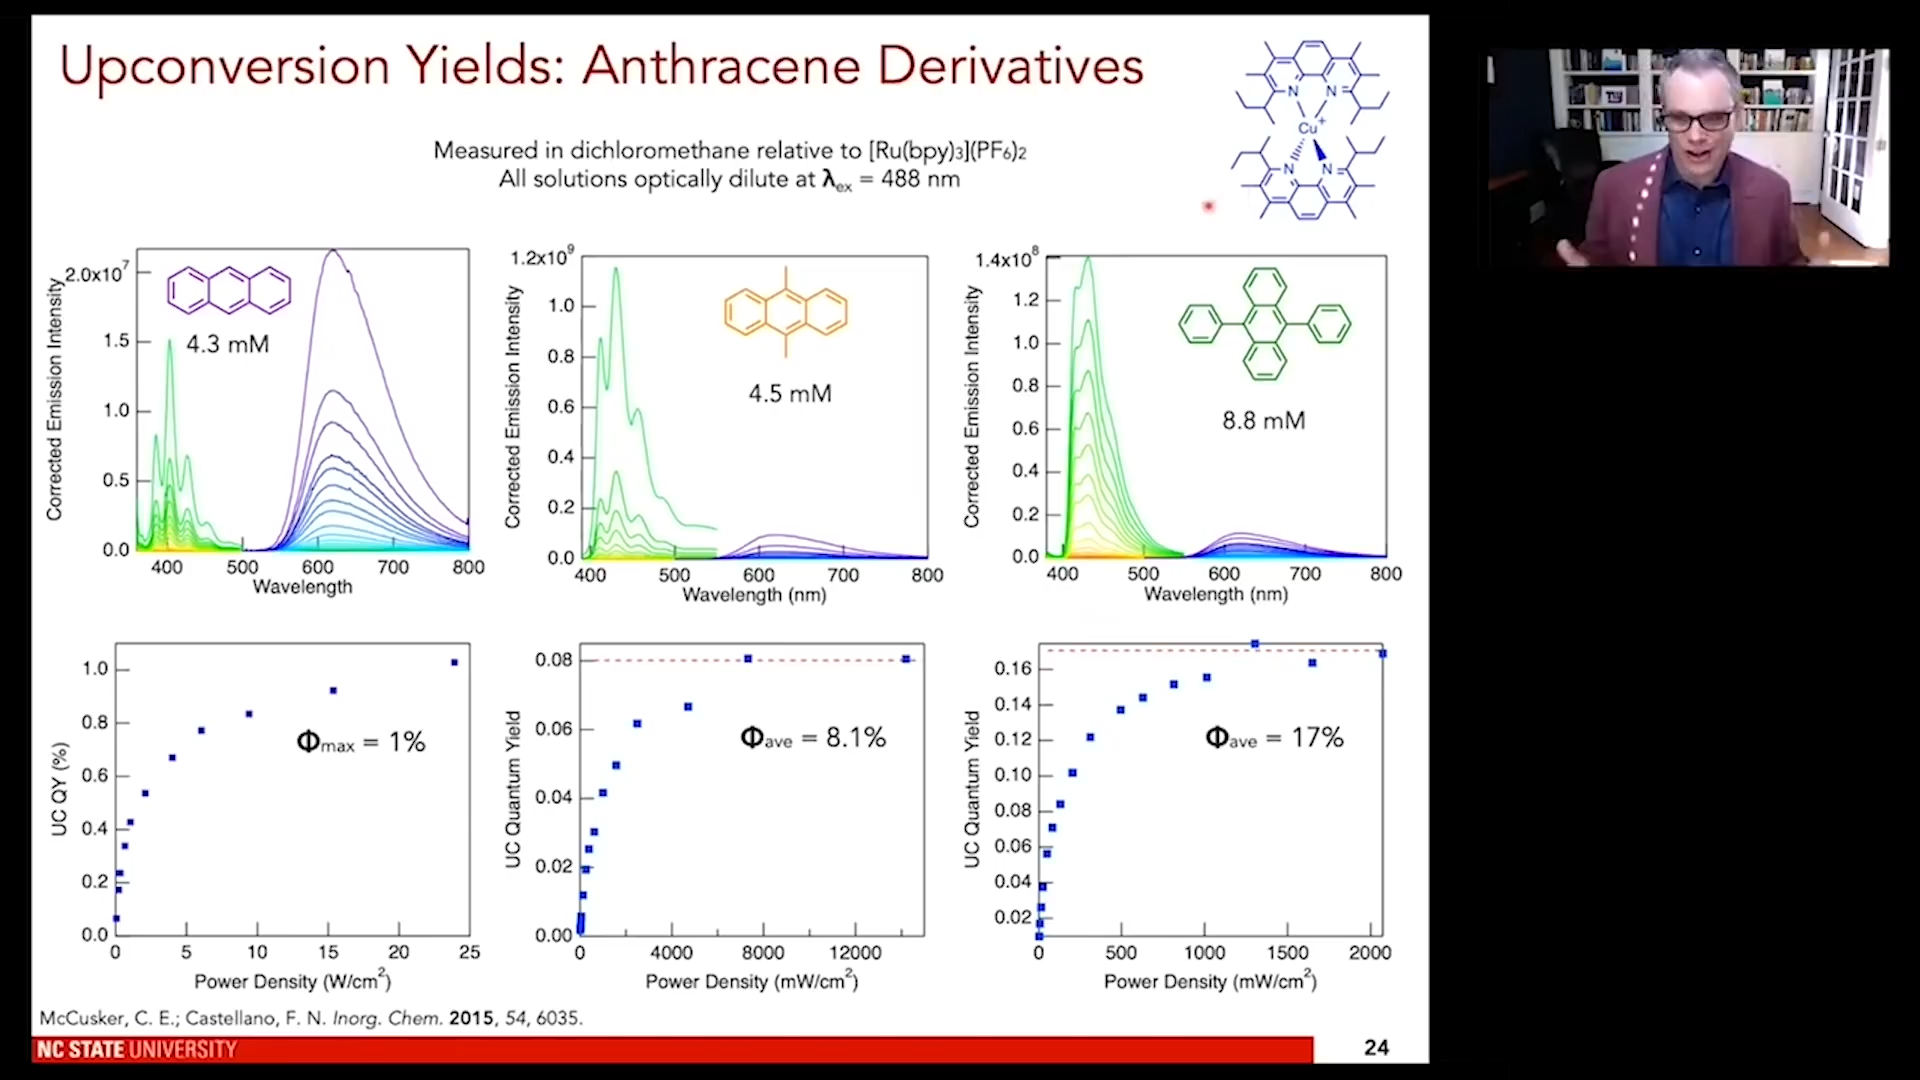 Upconversion Yields: Anthracene Derivatives
Measured in dichloromethane relative to [Ru(bpy)₃](PF₆)₂
All solutions optically dilute at λex = 488 nm
N N
Cu⁺
N N
Corrected Emission Intensity
2.0x10⁷
1.5
1.0
0.5
0.0
4.3 mM
400 500 600 700 800
Wavelength
Corrected Emission Intensity
1.2x10⁹
1.0
0.8
0.6
0.4
0.2
0.0
4.5 mM
400 500 600 700 800
Wavelength (nm)
Corrected Emission Intensity
1.4x10⁸
1.2
1.0
0.8
0.6
0.4
0.2
0.0
8.8 mM
400 500 600 700 800
Wavelength (nm)
UC QY (%)
1.0
0.8
0.6
0.4
0.2
0.0
Φmax = 1%
0 5 10 15 20 25
Power Density (W/cm²)
UC Quantum Yield
0.08
0.06
0.04
0.02
0.00
Φave = 8.1%
0 4000 8000 12000
Power Density (mW/cm²)
UC Quantum Yield
0.16
0.14
0.12
0.10
0.08
0.06
0.04
0.02
Φave = 17%
0 500 1000 1500 2000
Power Density (mW/cm²)
McCusker, C. E.; Castellano, F. N. Inorg. Chem. 2015, 54, 6035.
NC STATE UNIVERSITY
24